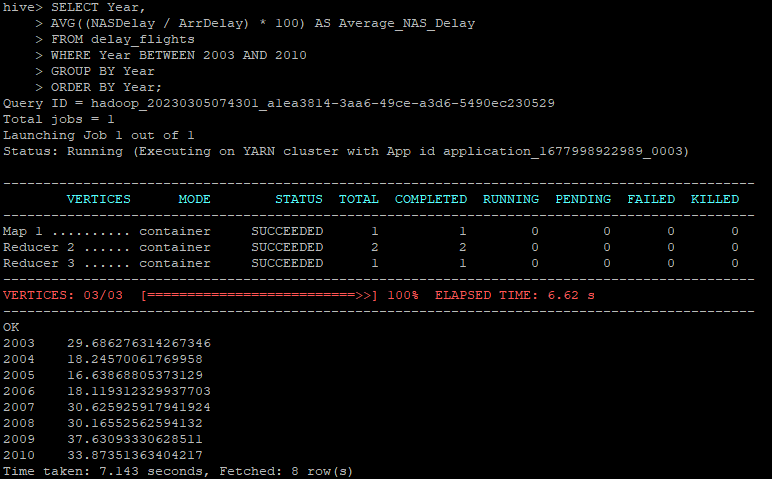 hive> SELECT Year,
    > AVG((NASDelay / ArrDelay) * 100) AS Average_NAS_Delay
    > FROM delay_flights
    > WHERE Year BETWEEN 2003 AND 2010
    > GROUP BY Year
    > ORDER BY Year;
Query ID = hadoop_20230305074301_a1ea3814-3aa6-49ce-a3d6-5490ec230529
Total jobs = 1
Launching Job 1 out of 1
Status: Running (Executing on YARN cluster with App id application_1677998922989_0003)
----------------------------------------------------------------------------------------------
        VERTICES      MODE        STATUS  TOTAL  COMPLETED  RUNNING  PENDING  FAILED  KILLED
----------------------------------------------------------------------------------------------
Map 1 .......... container     SUCCEEDED      1          1        0        0       0       0
Reducer 2 ...... container     SUCCEEDED      2          2        0        0       0       0
Reducer 3 ...... container     SUCCEEDED      1          1        0        0       0       0
----------------------------------------------------------------------------------------------
VERTICES: 03/03  [==========================>>] 100%  ELAPSED TIME: 6.62 s
----------------------------------------------------------------------------------------------
OK
2003    29.686276314267346
2004    18.24570061769958
2005    16.63868805373129
2006    18.119312329937703
2007    30.625925917941924
2008    30.16552562594132
2009    37.63093330628511
2010    33.87351363404217
Time taken: 7.143 seconds, Fetched: 8 row(s)